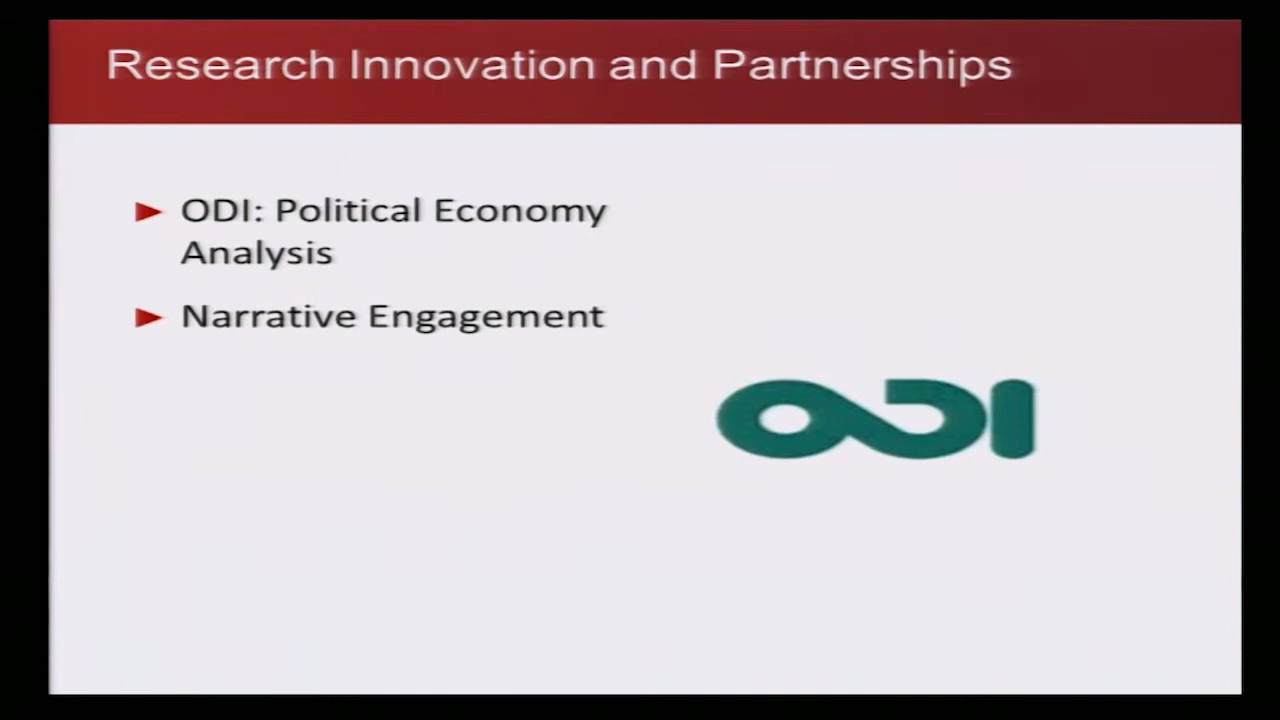 Research Innovation and Partnerships
ODI: Political Economy
Analysis
Narrative Engagement
ODI